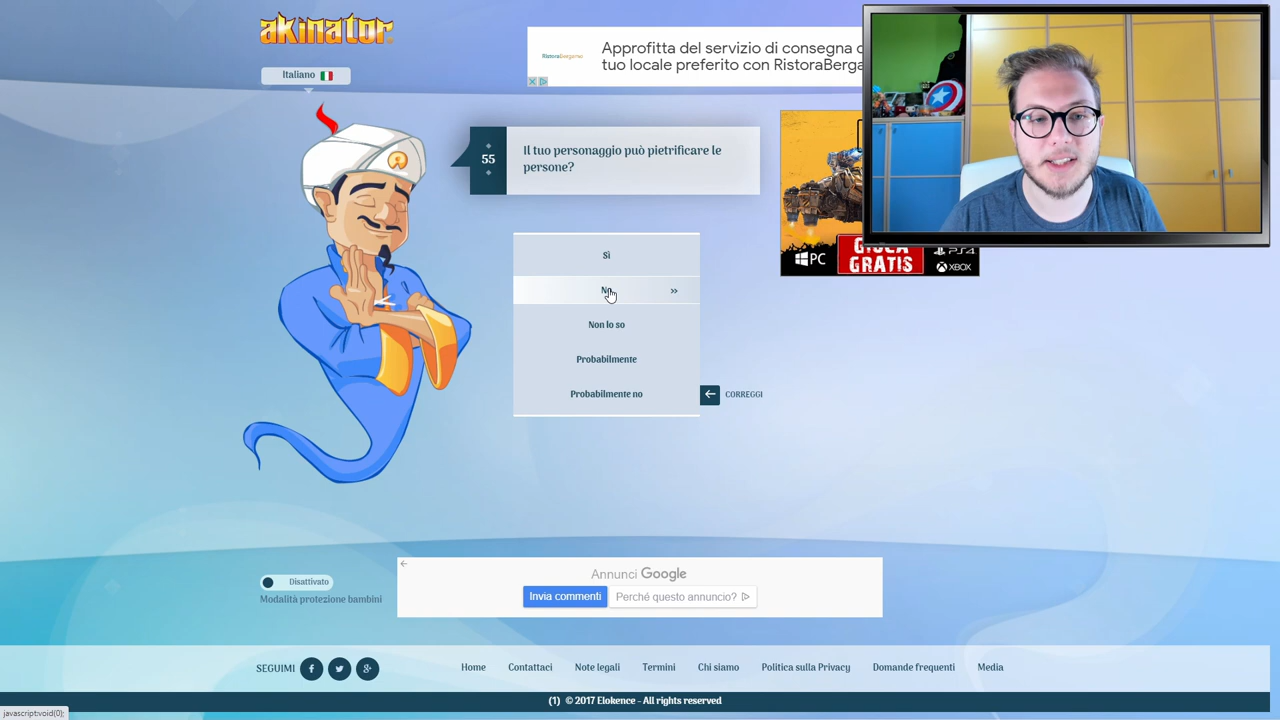 akinator
Italiano
Approfitta del servizio di consegna
tuo locale preferito con
RistoraBergamo
55
Il tuo personaggio può pietrificare le
persone?
Sì
No
Non lo so
Probabilmente
Probabilmente no
CORREGGI
GIOCA
GRATIS
PC
PS4
XBOX
Annunci Google
Invia commenti
Perché questo annuncio?
Disattivato
Modalità protezione bambini
SEGUIMI
Home
Contattaci
Note legali
Termini
Chi siamo
Politica sulla Privacy
Domande frequenti
Media
(1) © 2017 Elokence - All rights reserved
javascript:void(0);